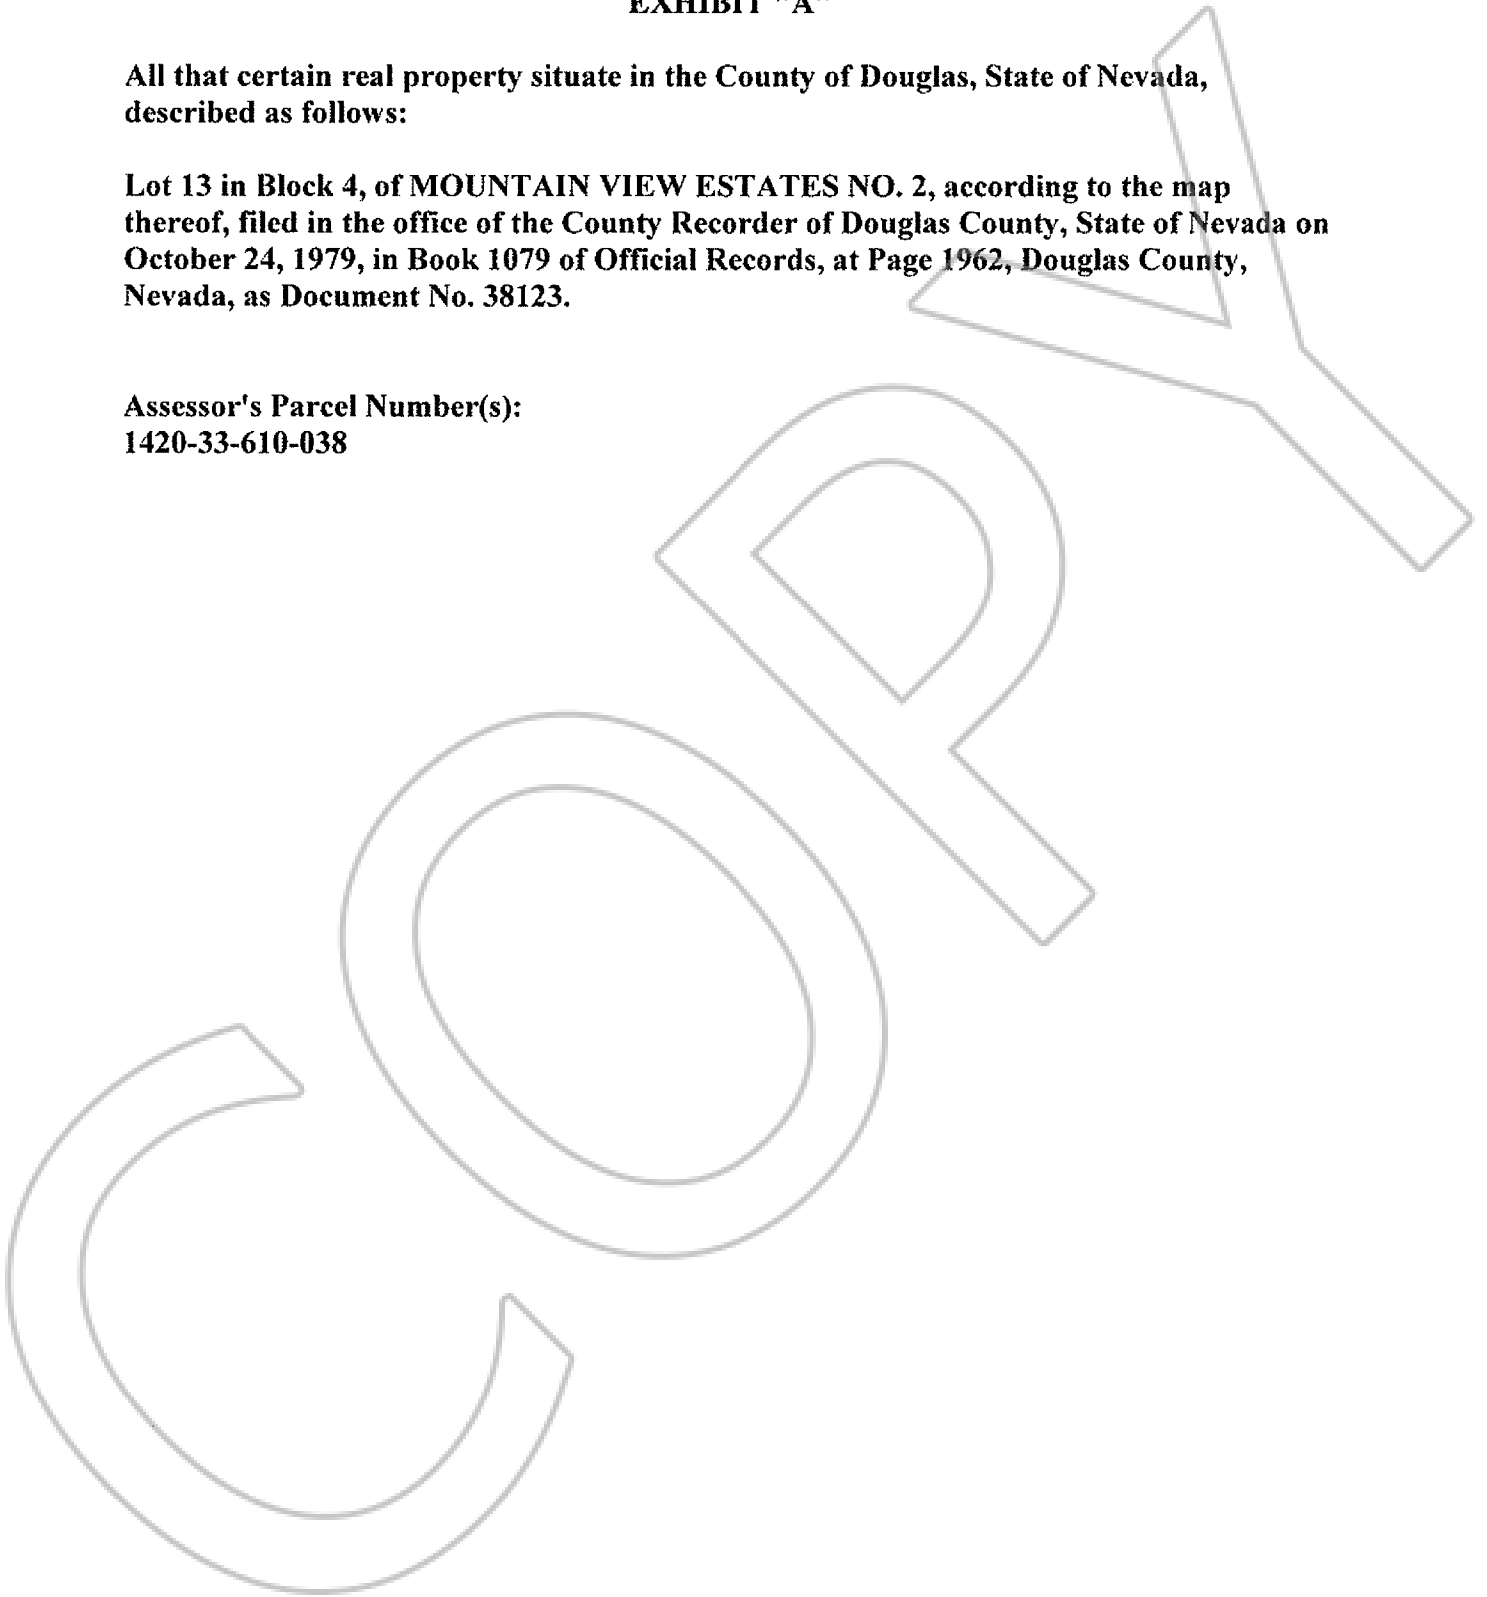 EXHIBIT "A"
All that certain real property situate in the County of Douglas, State of Nevada,
described as follows:
Lot 13 in Block 4, of MOUNTAIN VIEW ESTATES NO. 2, according to the map
thereof, filed in the office of the County Recorder of Douglas County, State of Nevada on
October 24, 1979, in Book 1079 of Official Records, at Page 1962, Douglas County,
Nevada, as Document No. 38123.
Assessor's Parcel Number(s):
1420-33-610-038
COPY